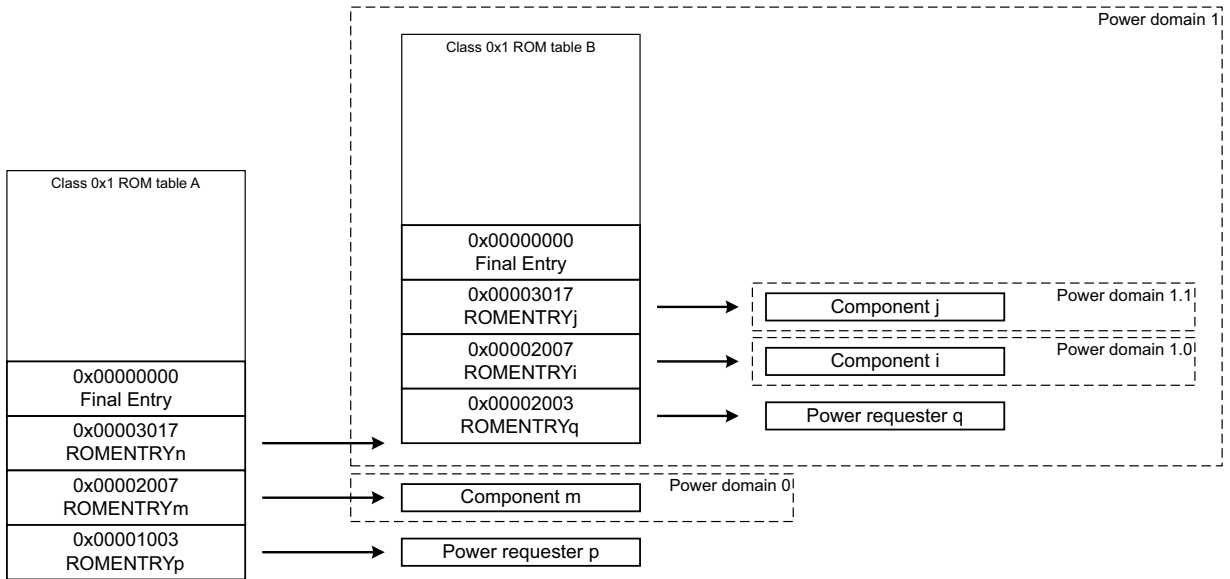 Power domain 1
Class 0x1 ROM table B
Class 0x1 ROM table A
0x00000000
Final Entry
0x00003017
ROMENTRYj
Component j
Power domain 1.1
0x00002007
ROMENTRYi
Component i
Power domain 1.0
0x00002003
ROMENTRYq
Power requester q
0x00000000
Final Entry
0x00003017
ROMENTRYn
0x00002007
ROMENTRYm
Component m
Power domain 0
0x00001003
ROMENTRYp
Power requester p